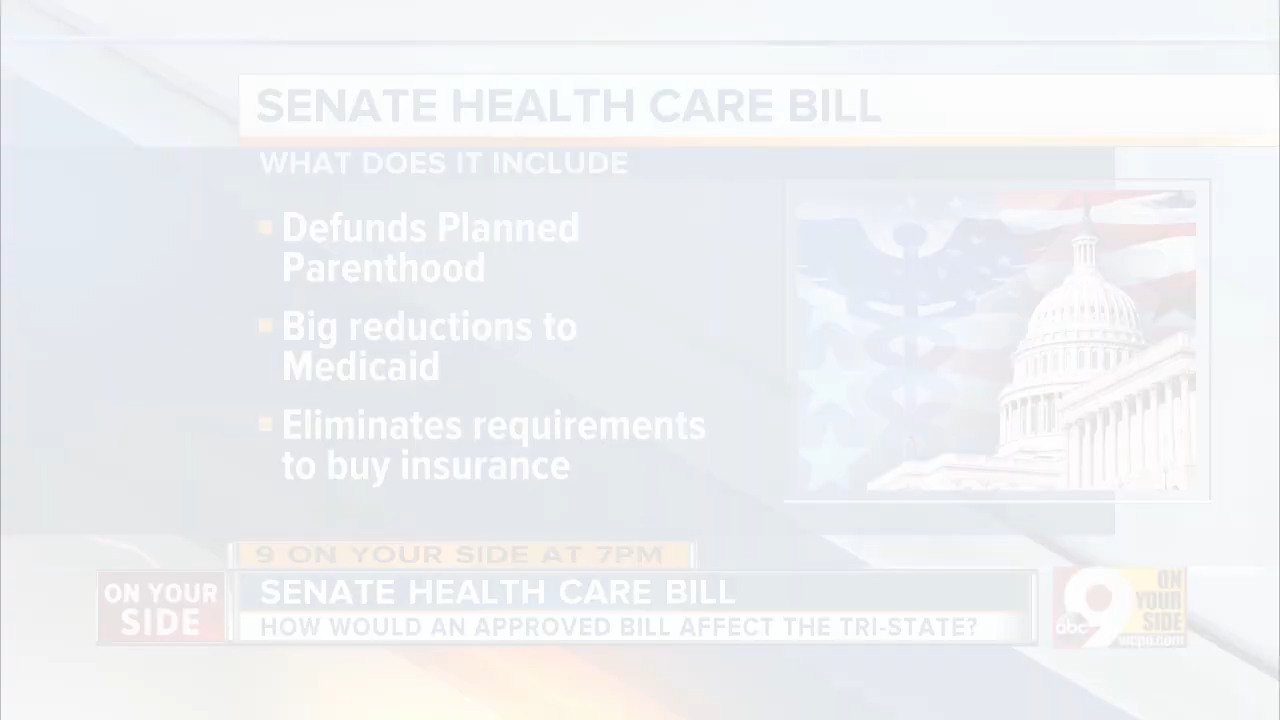 SENATE HEALTH CARE BILL
WHAT DOES IT INCLUDE
Defunds Planned
Parenthood
Big reductions to
Medicaid
Eliminates requirements
to buy insurance
9 ON YOUR SIDE AT 7PM
ON YOUR
SIDE
SENATE HEALTH CARE BILL
HOW WOULD AN APPROVED BILL AFFECT THE TRI-STATE?
abc
9
ON
YOUR
SIDE
wcpo.com